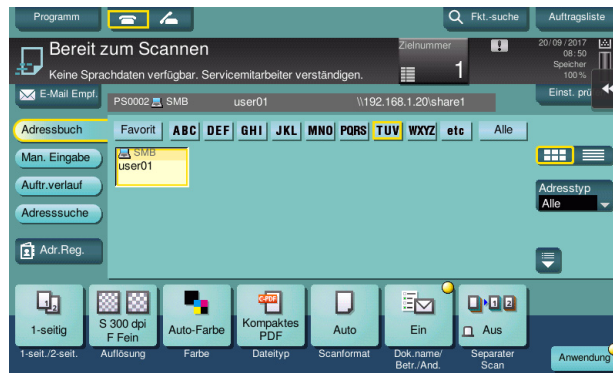 Programm
Fkt.-suche
Auftragsliste
Bereit zum Scannen
Keine Sprachdaten verfügbar. Servicemitarbeiter verständigen.
Zielnummer
1
20/09/2017
08:50
Speicher
100%
E-Mail Empf.
PS0002 SMB user01 \\192.168.1.20\share1
Einst. prü
Adressbuch
Favorit ABC DEF GHI JKL MNO PQRS TUV WXYZ etc Alle
Man. Eingabe
SMB
user01
Auftr.verlauf
Adresssuche
Adresstyp
Alle
Adr.Reg.
1-seitig
S 300 dpi
F Fein
Auto-Farbe
Kompaktes
PDF
Auto
Ein
Aus
1-seit./2-seit.
Auflösung
Farbe
Dateityp
Scanformat
Dok.name/
Betr./And.
Separater
Scan
Anwendung